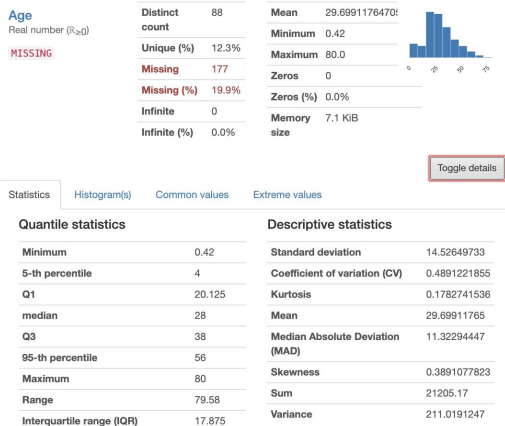 Age
Real number (ℝ≥0)
MISSING
Distinct count 88
Unique (%) 12.3%
Missing 177
Missing (%) 19.9%
Infinite 0
Infinite (%) 0.0%
Mean 29.6991176470
Minimum 0.42
Maximum 80.0
Zeros 0
Zeros (%) 0.0%
Memory size 7.1 KiB
0 25 50 75
Toggle details
Statistics Histogram(s) Common values Extreme values
Quantile statistics
Minimum 0.42
5-th percentile 4
Q1 20.125
median 28
Q3 38
95-th percentile 56
Maximum 80
Range 79.58
Interquartile range (IQR) 17.875
Descriptive statistics
Standard deviation 14.52649733
Coefficient of variation (CV) 0.4891221855
Kurtosis 0.1782741536
Mean 29.69911765
Median Absolute Deviation (MAD) 11.32294447
Skewness 0.3891077823
Sum 21205.17
Variance 211.0191247